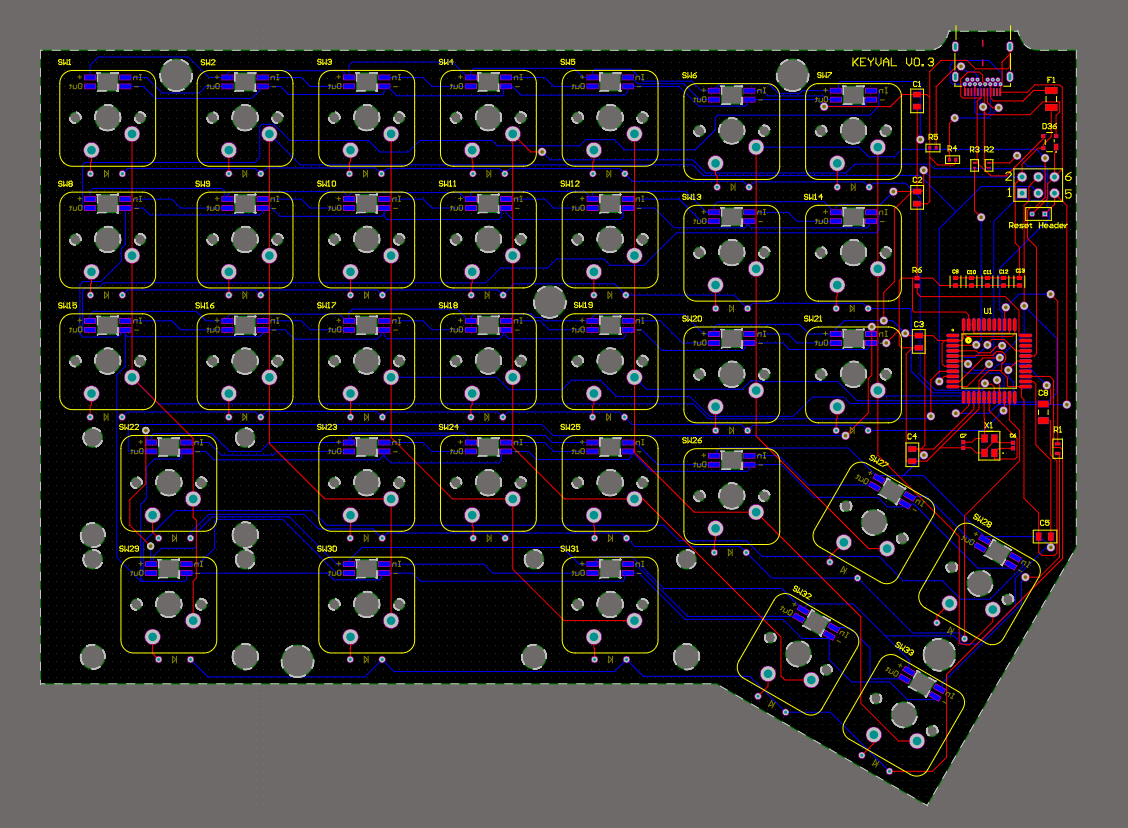 KEYVAL V0.3
SW1 SW2 SW3 SW4 SW5 SW6 SW7
C1 F1
D36
R5 R4 R3 R2
2 6
1 5
Reset Header
C2
SW8 SW9 SW10 SW11 SW12 SW13 SW14
R6 C9 C10 C11 C12 C13
U1
SW15 SW16 SW17 SW18 SW19 SW20 SW21
C3
C8
SW22 SW23 SW24 SW25 SW26
C4 X1 R1
SW27
C5
SW28
SW29 SW30 SW31
SW32
SW33